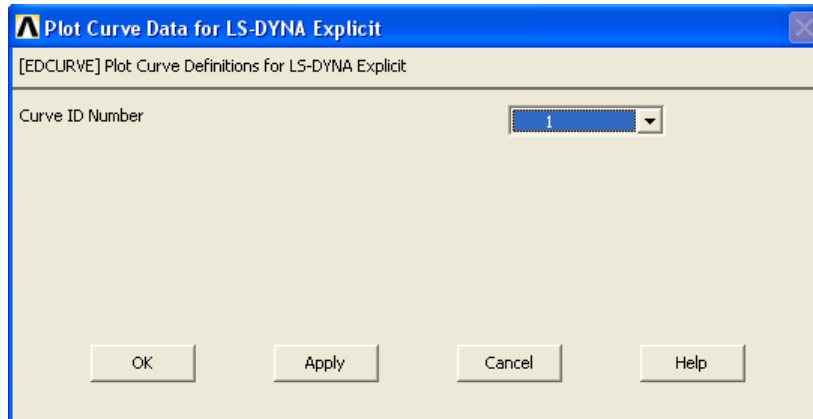 Plot Curve Data for LS-DYNA Explicit
[EDCURVE] Plot Curve Definitions for LS-DYNA Explicit
Curve ID Number 1
OK Apply Cancel Help